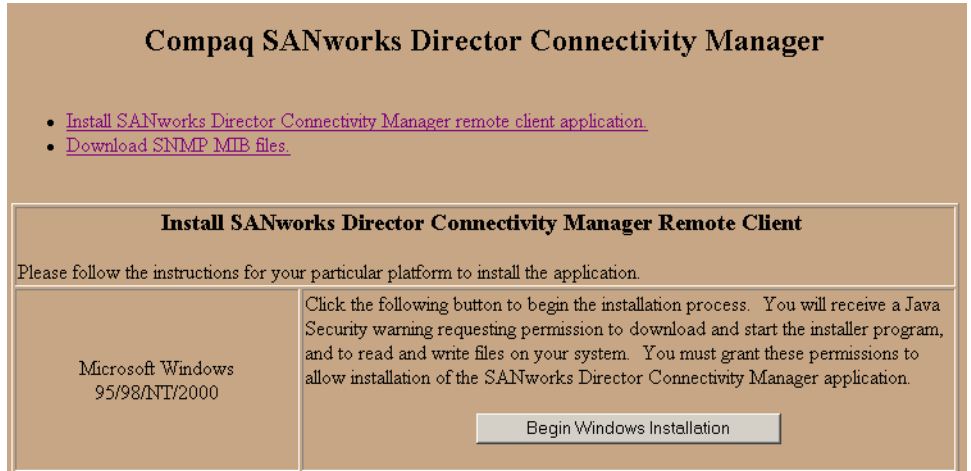 Compaq SANworks Director Connectivity Manager
Install SANworks Director Connectivity Manager remote client application.
Download SNMP MIB files.
Install SANworks Director Connectivity Manager Remote Client
Please follow the instructions for your particular platform to install the application.
Microsoft Windows
95/98/NT/2000
Click the following button to begin the installation process.  You will receive a Java
Security warning requesting permission to download and start the installer program,
and to read and write files on your system.  You must grant these permissions to
allow installation of the SANworks Director Connectivity Manager application.
Begin Windows Installation